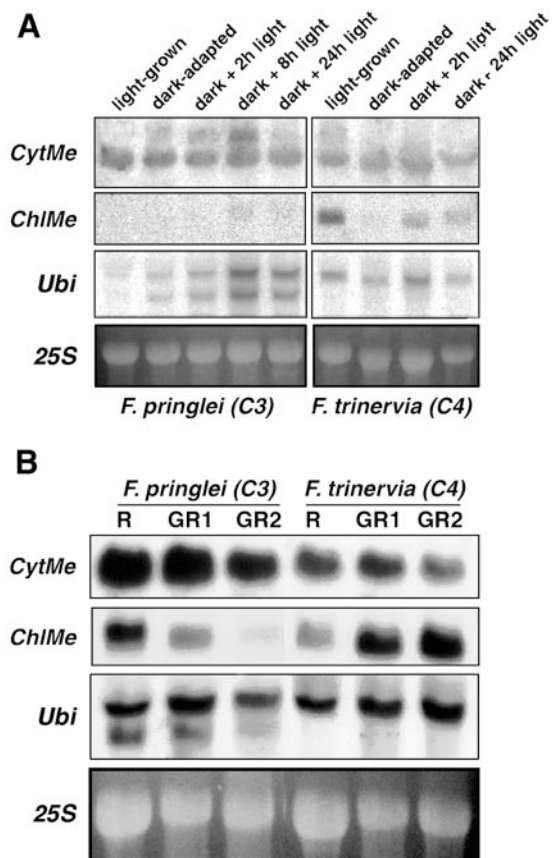 A
light-grown
dark-adapted
dark + 2h light
dark + 8h light
dark + 24h light
light-grown
dark-adapted
dark + 2h light
dark - 24h light
CytMe
ChlMe
Ubi
25S
F. pringlei (C3) F. trinervia (C4)
B
F. pringlei (C3) F. trinervia (C4)
R GR1 GR2 R GR1 GR2
CytMe
ChlMe
Ubi
25S